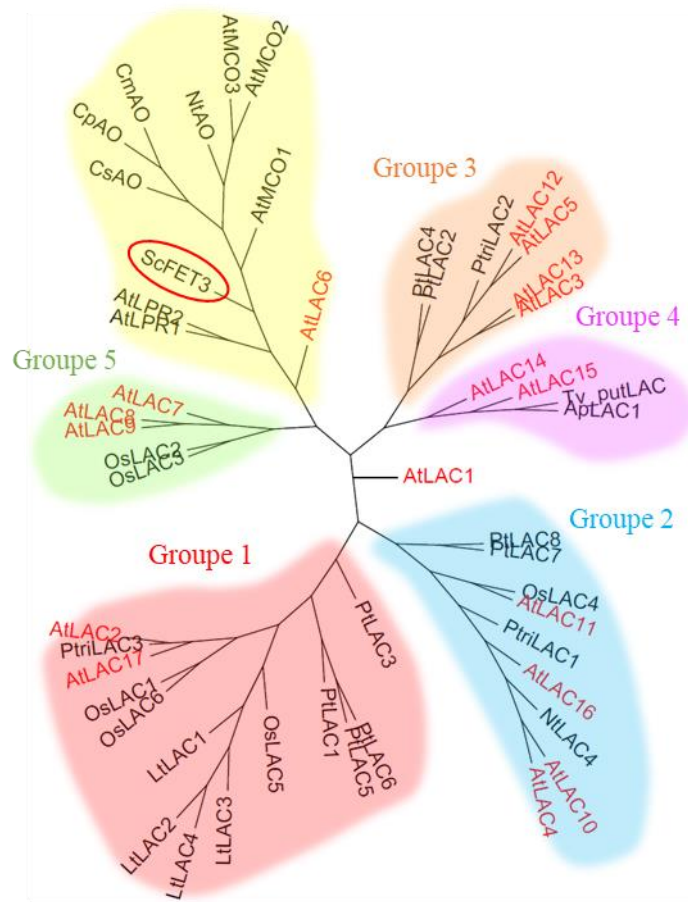 AtMCO3
AtMCO2
NtAO
CmAO
CpAO
CsAO
AtMCO1
ScFET3
AtLPR2
AtLPR1
AtLAC6
Groupe 3
PtLAC4
PtLAC2
PtriLAC2
AtLAC12
AtLAC5
AtLAC13
AtLAC3
Groupe 4
AtLAC14
AtLAC15
Tv_putLAC
ApLAC1
Groupe 5
AtLAC7
AtLAC8
AtLAC9
OsLAC2
OsLAC3
AtLAC1
Groupe 2
PtLAC8
PtLAC7
OsLAC4
AtLAC11
PtriLAC1
AtLAC16
NtLAC4
AtLAC10
AtLAC4
Groupe 1
PtLAC3
PtLAC6
PtLAC5
PtLAC1
OsLAC5
AtLAC2
PtriLAC3
AtLAC17
OsLAC1
OsLAC6
LtLAC1
LtLAC3
LtLAC2
LtLAC4